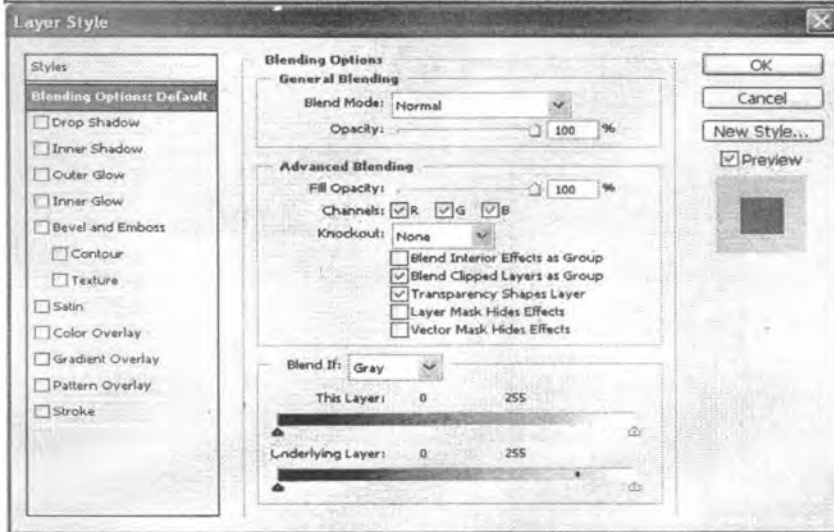 Layer Style
Styles
Blending Options: Default
Drop Shadow
Inner Shadow
Outer Glow
Inner Glow
Bevel and Emboss
Contour
Texture
Satin
Color Overlay
Gradient Overlay
Pattern Overlay
Stroke
Blending Options
General Blending
Blend Mode: Normal
Opacity: 100 %
Advanced Blending
Fill Opacity: 100 %
Channels: R G B
Knockout: None
Blend Interior Effects as Group
Blend Clipped Layers as Group
Transparency Shapes Layer
Layer Mask Hides Effects
Vector Mask Hides Effects
Blend If: Gray
This Layer: 0 255
Underlying Layer: 0 255
OK
Cancel
New Style...
Preview